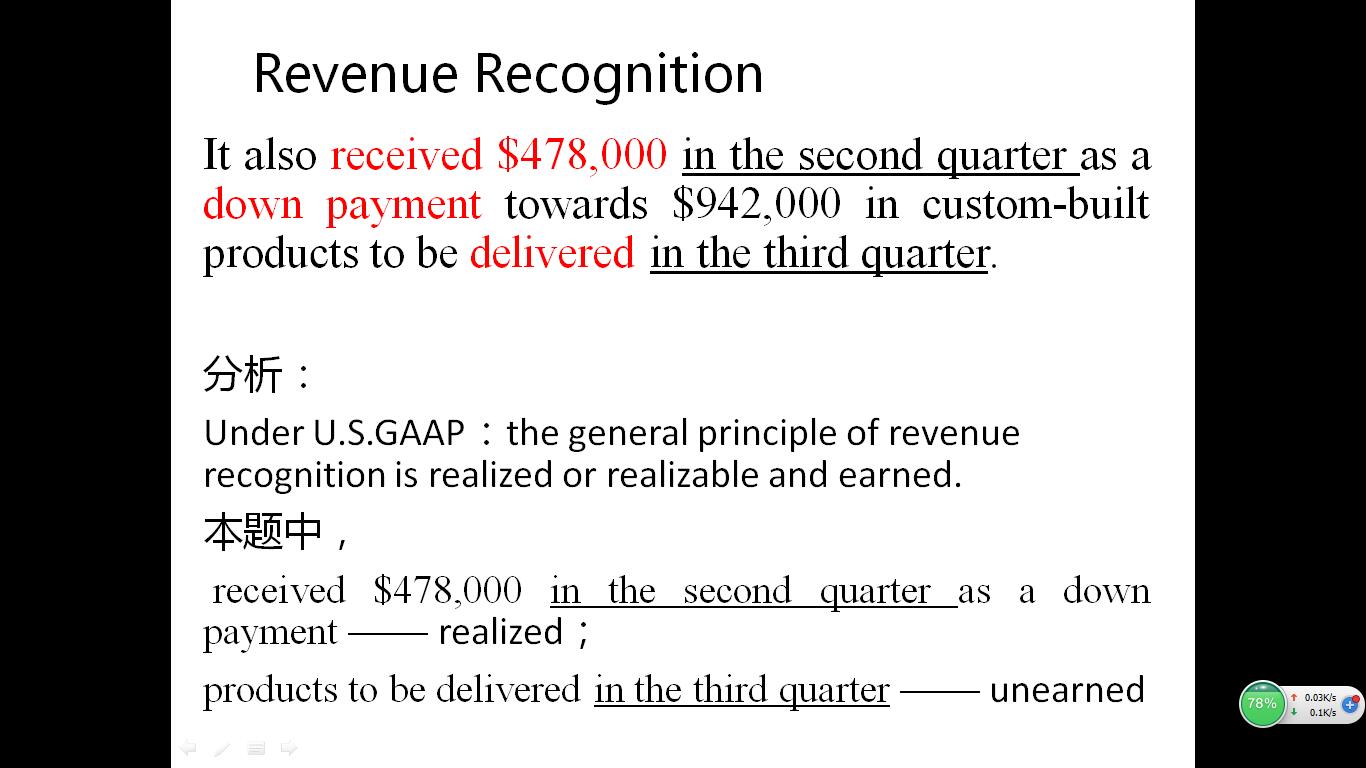 Revenue Recognition
It also received $478,000 in the second quarter as a
down payment towards $942,000 in custom-built
products to be delivered in the third quarter.
分析：
Under U.S.GAAP：the general principle of revenue
recognition is realized or realizable and earned.
本题中，
received $478,000 in the second quarter as a down
payment —— realized；
products to be delivered in the third quarter —— unearned
78%
0.03K/s
0.1K/s